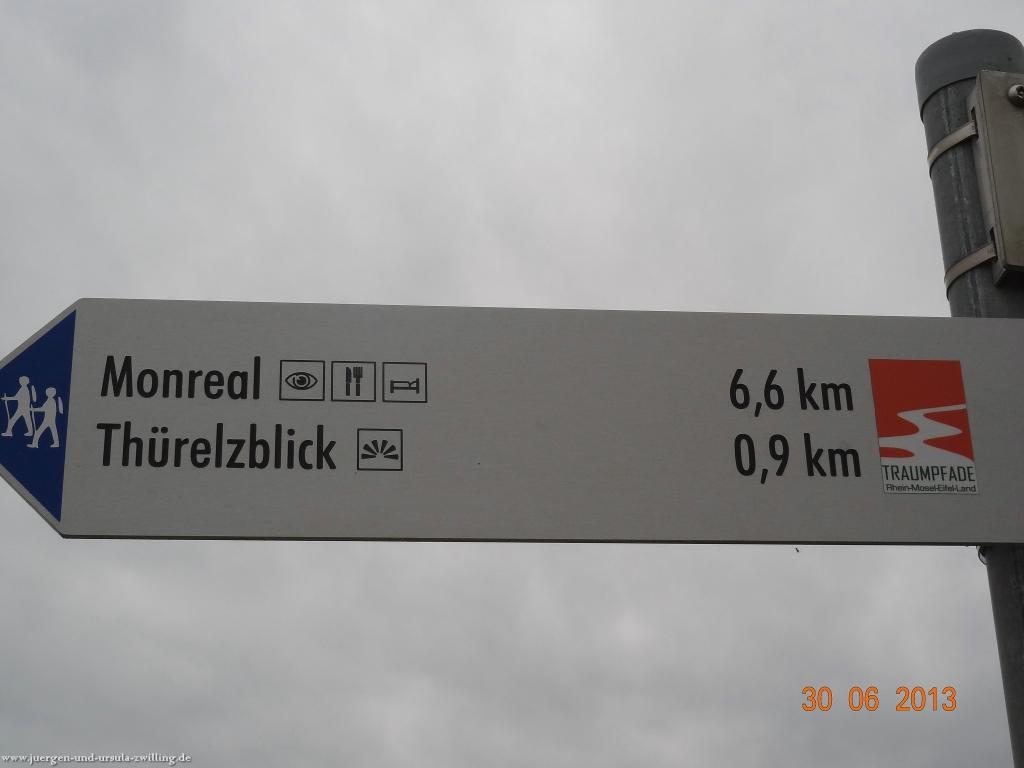 Monreal 6,6 km
Thürelzblick 0,9 km
TRAUMPFADE
Rhein-Mosel-Eifel-Land
30 06 2013
www.juergen-und-ursula-zwilling.de